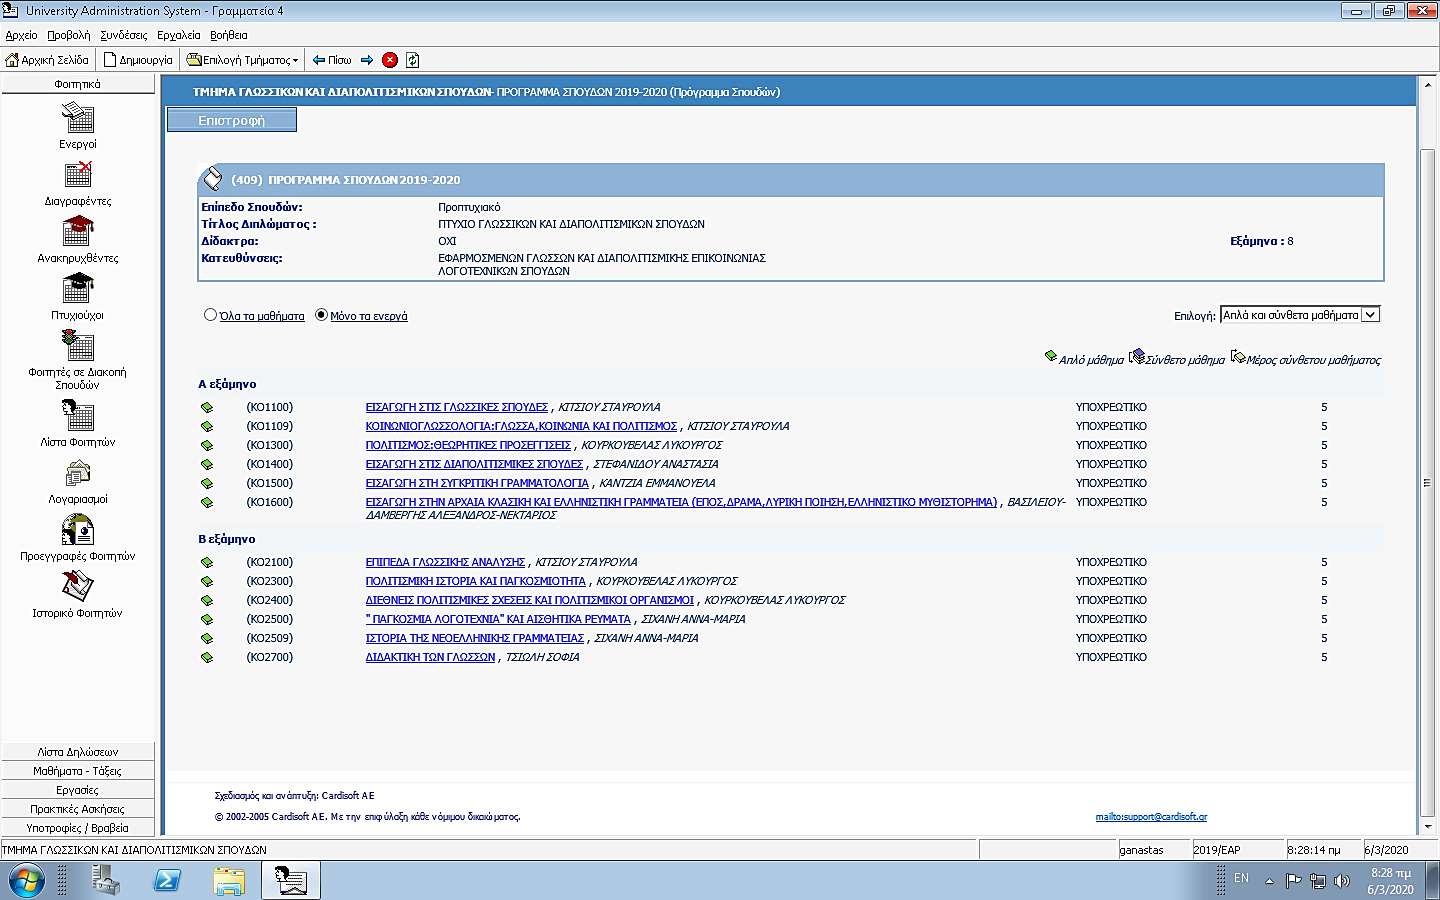 University Administration System - Γραμματεία 4
Αρχείο Προβολή Συνδέσεις Εργαλεία Βοήθεια
Αρχική Σελίδα Δημιουργία Επιλογή Τμήματος Πίσω
Φοιτητικά
Ενεργοί
Διαγραφέντες
Ανακηρυχθέντες
Πτυχιούχοι
Φοιτητές σε Διακοπή
Σπουδών
Λίστα Φοιτητών
Λογαριασμοί
Προεγγραφές Φοιτητών
Ιστορικό Φοιτητών
Λίστα Δηλώσεων
Μαθήματα - Τάξεις
Εργασίες
Πρακτικές Ασκήσεις
Υποτροφίες / Βραβεία
ΤΜΗΜΑ ΓΛΩΣΣΙΚΩΝ ΚΑΙ ΔΙΑΠΟΛΙΤΙΣΜΙΚΩΝ ΣΠΟΥΔΩΝ- ΠΡΟΓΡΑΜΜΑ ΣΠΟΥΔΩΝ 2019-2020 (Πρόγραμμα Σπουδών)
Επιστροφή
(409) ΠΡΟΓΡΑΜΜΑ ΣΠΟΥΔΩΝ 2019-2020
Επίπεδο Σπουδών: Προπτυχιακό
Τίτλος Διπλώματος : ΠΤΥΧΙΟ ΓΛΩΣΣΙΚΩΝ ΚΑΙ ΔΙΑΠΟΛΙΤΙΣΜΙΚΩΝ ΣΠΟΥΔΩΝ
Δίδακτρα: ΟΧΙ Εξάμηνα : 8
Κατευθύνσεις: ΕΦΑΡΜΟΣΜΕΝΩΝ ΓΛΩΣΣΩΝ ΚΑΙ ΔΙΑΠΟΛΙΤΙΣΜΙΚΗΣ ΕΠΙΚΟΙΝΩΝΙΑΣ
ΛΟΓΟΤΕΧΝΙΚΩΝ ΣΠΟΥΔΩΝ
Όλα τα μαθήματα Μόνο τα ενεργά Επιλογή: Απλά και σύνθετα μαθήματα
Απλό μάθημα Σύνθετο μάθημα Μέρος σύνθετου μαθήματος
Α εξάμηνο
(ΚΟ1100) ΕΙΣΑΓΩΓΗ ΣΤΙΣ ΓΛΩΣΣΙΚΕΣ ΣΠΟΥΔΕΣ , ΚΙΤΣΙΟΥ ΣΤΑΥΡΟΥΛΑ ΥΠΟΧΡΕΩΤΙΚΟ 5
(ΚΟ1109) ΚΟΙΝΩΝΙΟΓΛΩΣΣΟΛΟΓΙΑ:ΓΛΩΣΣΑ,ΚΟΙΝΩΝΙΑ ΚΑΙ ΠΟΛΙΤΙΣΜΟΣ , ΚΙΤΣΙΟΥ ΣΤΑΥΡΟΥΛΑ ΥΠΟΧΡΕΩΤΙΚΟ 5
(ΚΟ1300) ΠΟΛΙΤΙΣΜΟΣ:ΘΕΩΡΗΤΙΚΕΣ ΠΡΟΣΕΓΓΙΣΕΙΣ , ΚΟΥΡΚΟΥΒΕΛΑΣ ΛΥΚΟΥΡΓΟΣ ΥΠΟΧΡΕΩΤΙΚΟ 5
(ΚΟ1400) ΕΙΣΑΓΩΓΗ ΣΤΙΣ ΔΙΑΠΟΛΙΤΙΣΜΙΚΕΣ ΣΠΟΥΔΕΣ , ΣΤΕΦΑΝΙΔΟΥ ΑΝΑΣΤΑΣΙΑ ΥΠΟΧΡΕΩΤΙΚΟ 5
(ΚΟ1500) ΕΙΣΑΓΩΓΗ ΣΤΗ ΣΥΓΚΡΙΤΙΚΗ ΓΡΑΜΜΑΤΟΛΟΓΙΑ , ΚΑΝΤΖΙΑ ΕΜΜΑΝΟΥΕΛΑ ΥΠΟΧΡΕΩΤΙΚΟ 5
(ΚΟ1600) ΕΙΣΑΓΩΓΗ ΣΤΗΝ ΑΡΧΑΙΑ ΚΛΑΣΙΚΗ ΚΑΙ ΕΛΛΗΝΙΣΤΙΚΗ ΓΡΑΜΜΑΤΕΙΑ (ΕΠΟΣ,ΔΡΑΜΑ,ΛΥΡΙΚΗ ΠΟΙΗΣΗ,ΕΛΛΗΝΙΣΤΙΚΟ ΜΥΘΙΣΤΟΡΗΜΑ) , ΒΑΣΙΛΕΙΟΥ- ΥΠΟΧΡΕΩΤΙΚΟ 5
ΔΑΜΒΕΡΓΗΣ ΑΛΕΞΑΝΔΡΟΣ-ΝΕΚΤΑΡΙΟΣ
Β εξάμηνο
(ΚΟ2100) ΕΠΙΠΕΔΑ ΓΛΩΣΣΙΚΗΣ ΑΝΑΛΥΣΗΣ , ΚΙΤΣΙΟΥ ΣΤΑΥΡΟΥΛΑ ΥΠΟΧΡΕΩΤΙΚΟ 5
(ΚΟ2300) ΠΟΛΙΤΙΣΜΙΚΗ ΙΣΤΟΡΙΑ ΚΑΙ ΠΑΓΚΟΣΜΙΟΤΗΤΑ , ΚΟΥΡΚΟΥΒΕΛΑΣ ΛΥΚΟΥΡΓΟΣ ΥΠΟΧΡΕΩΤΙΚΟ 5
(ΚΟ2400) ΔΙΕΘΝΕΙΣ ΠΟΛΙΤΙΣΜΙΚΕΣ ΣΧΕΣΕΙΣ ΚΑΙ ΠΟΛΙΤΙΣΜΙΚΟΙ ΟΡΓΑΝΙΣΜΟΙ , ΚΟΥΡΚΟΥΒΕΛΑΣ ΛΥΚΟΥΡΓΟΣ ΥΠΟΧΡΕΩΤΙΚΟ 5
(ΚΟ2500) " ΠΑΓΚΟΣΜΙΑ ΛΟΓΟΤΕΧΝΙΑ" ΚΑΙ ΑΙΣΘΗΤΙΚΑ ΡΕΥΜΑΤΑ , ΣΙΧΑΝΗ ΑΝΝΑ-ΜΑΡΙΑ ΥΠΟΧΡΕΩΤΙΚΟ 5
(ΚΟ2509) ΙΣΤΟΡΙΑ ΤΗΣ ΝΕΟΕΛΛΗΝΙΚΗΣ ΓΡΑΜΜΑΤΕΙΑΣ , ΣΙΧΑΝΗ ΑΝΝΑ-ΜΑΡΙΑ ΥΠΟΧΡΕΩΤΙΚΟ 5
(ΚΟ2700) ΔΙΔΑΚΤΙΚΗ ΤΩΝ ΓΛΩΣΣΩΝ , ΤΣΙΩΛΗ ΣΟΦΙΑ ΥΠΟΧΡΕΩΤΙΚΟ 5
Σχεδιασμός και ανάπτυξη: Cardisoft AE
© 2002-2005 Cardisoft AE. Με την επιφύλαξη κάθε νόμιμου δικαιώματος. mailto:support@cardisoft.gr
ΤΜΗΜΑ ΓΛΩΣΣΙΚΩΝ ΚΑΙ ΔΙΑΠΟΛΙΤΙΣΜΙΚΩΝ ΣΠΟΥΔΩΝ ganastas 2019/ΕΑΡ 8:28:14 πμ 6/3/2020
EN 8:28 πμ
6/3/2020